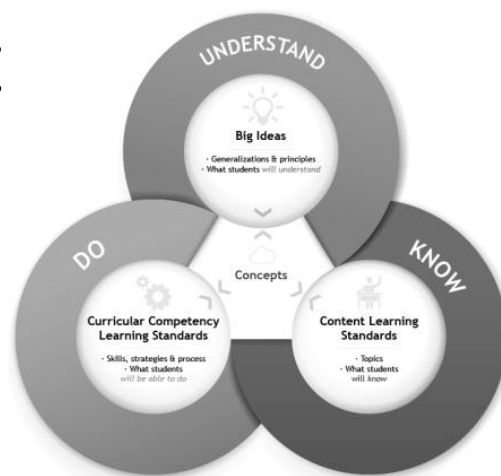 UNDERSTAND
Big Ideas
· Generalizations & principles
· What students will understand
Concepts
DO
Curricular Competency
Learning Standards
· Skills, strategies & process
· What students
will be able to do
KNOW
Content Learning
Standards
· Topics
· What students
will know